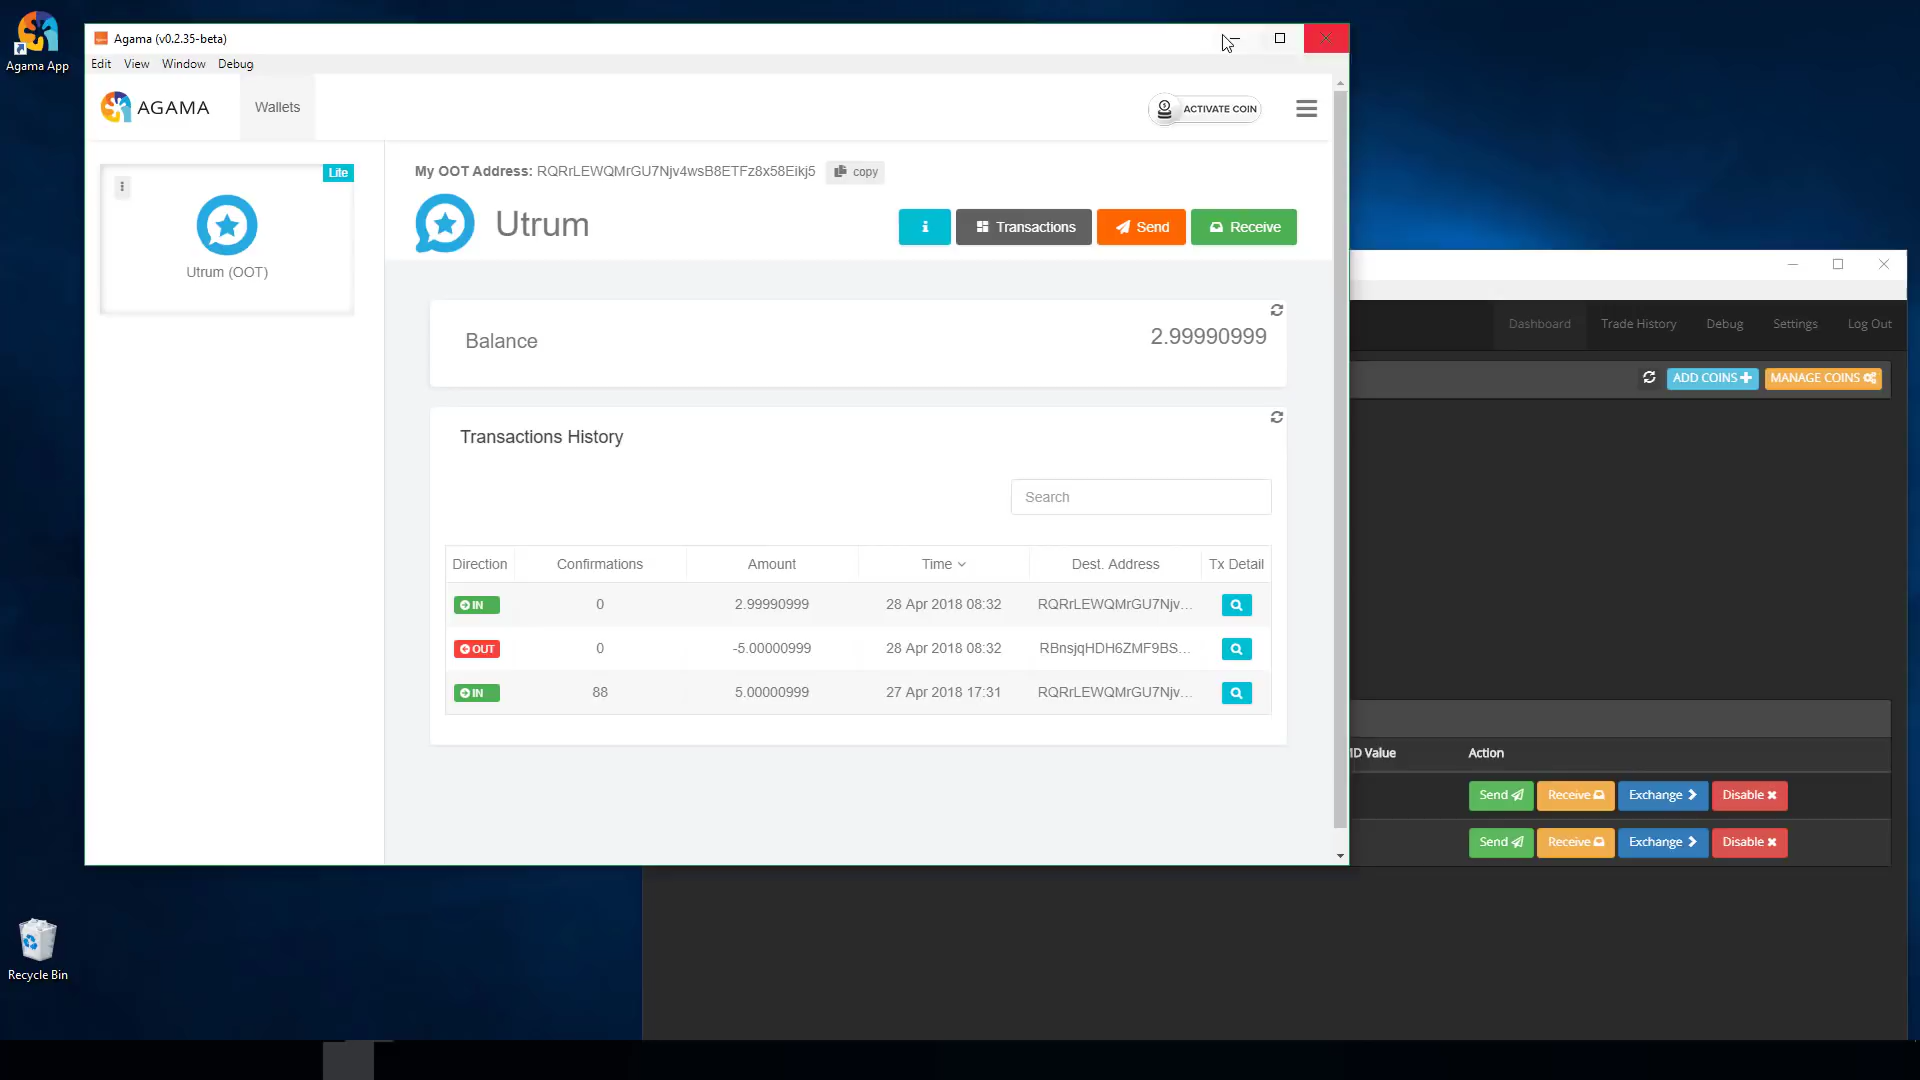 Agama App
Agama (v0.2.35-beta)
Edit View Window Debug
AGAMA Wallets ACTIVATE COIN
Lite
Utrum (OOT)
My OOT Address: RQRrLEWQMrGU7Njv4wsB8ETFz8x58Eikj5 copy
Utrum
i Transactions Send Receive
Balance 2.99990999
Transactions History
Search
Direction Confirmations Amount Time Dest. Address Tx Detail
IN 0 2.99990999 28 Apr 2018 08:32 RQRrLEWQMrGU7Njv...
OUT 0 -5.00000999 28 Apr 2018 08:32 RBnsjqHDH6ZMF9BS...
IN 88 5.00000999 27 Apr 2018 17:31 RQRrLEWQMrGU7Njv...
Dashboard Trade History Debug Settings Log Out
ADD COINS MANAGE COINS
Value Action
Send Receive Exchange Disable
Send Receive Exchange Disable
Recycle Bin